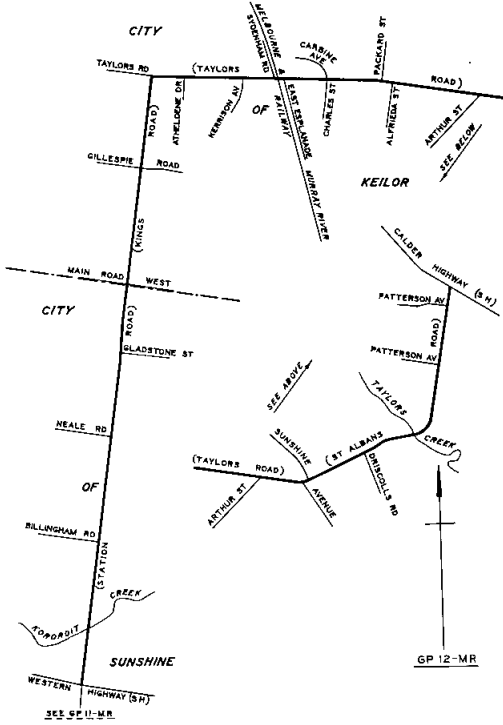 CITY
TAYLORS RD
(TAYLORS
ROAD)
ATHELDENE DR
KERRISON AV
MELBOURNE & MURRAY RIVER
RAILWAY
SYDENHAM RD
EAST ESPLANADE
CARBINE
AVE
CHARLES ST
PACKARD ST
ALFRIEDA ST
ARTHUR ST
SEE BELOW
OF
KEILOR
GILLESPIE ROAD
(KINGS
ROAD)
MAIN ROAD WEST
CITY
GLADSTONE ST
(STATION
ROAD)
NEALE RD
OF
BILLINGHAM RD
KOROROIT
CREEK
SUNSHINE
WESTERN HIGHWAY (SH)
SEE GP 11-MR
CALDER
HIGHWAY (SH)
PATTERSON AV
PATTERSON AV
TAYLORS
CREEK
(ST ALBANS
ROAD)
SEE ABOVE
SUNSHINE
AVENUE
(TAYLORS ROAD)
ARTHUR ST
DRISCOLLS RD
GP 12-MR